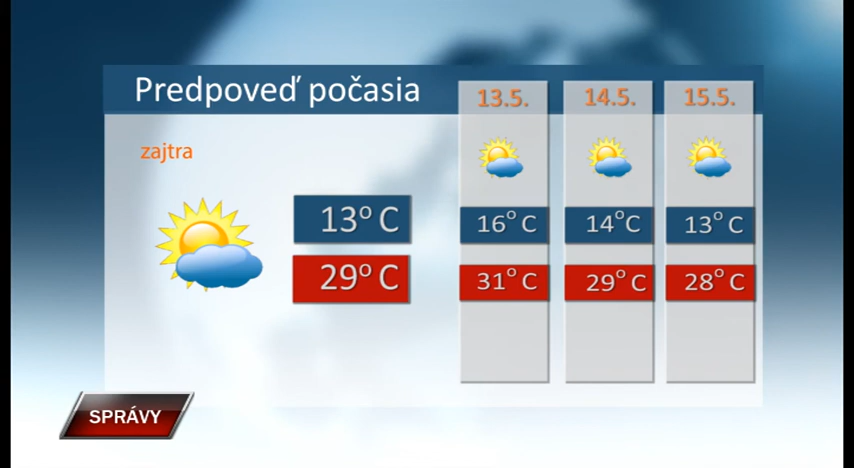 Predpoveď počasia
zajtra
13° C
29° C
13.5.
16° C
31° C
14.5.
14°C
29° C
15.5.
13° C
28° C
SPRÁVY